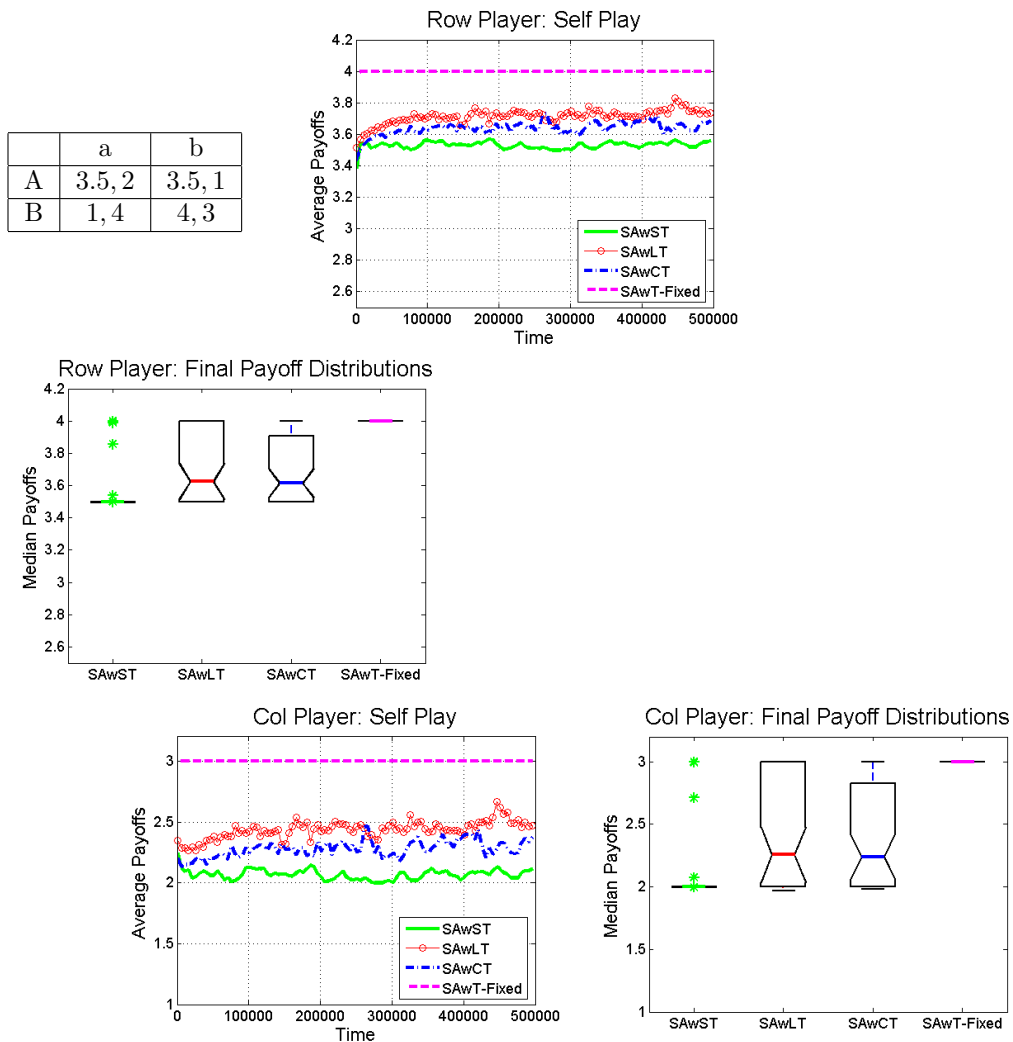 a b
A 3.5, 2 3.5, 1
B 1, 4 4, 3
Row Player: Self Play
Average Payoffs
4.2
4
3.8
3.6
3.4
3.2
3
2.8
2.6
SAwST
SAwLT
SAwCT
SAwT-Fixed
0 100000 200000 300000 400000 500000
Time
Row Player: Final Payoff Distributions
Median Payoffs
4.2
4
3.8
3.6
3.4
3.2
3
2.8
2.6
SAwST SAwLT SAwCT SAwT-Fixed
Col Player: Self Play
Average Payoffs
3
2.5
2
1.5
1
SAwST
SAwLT
SAwCT
SAwT-Fixed
0 100000 200000 300000 400000 500000
Time
Col Player: Final Payoff Distributions
Median Payoffs
3
2.5
2
1.5
1
SAwST SAwLT SAwCT SAwT-Fixed